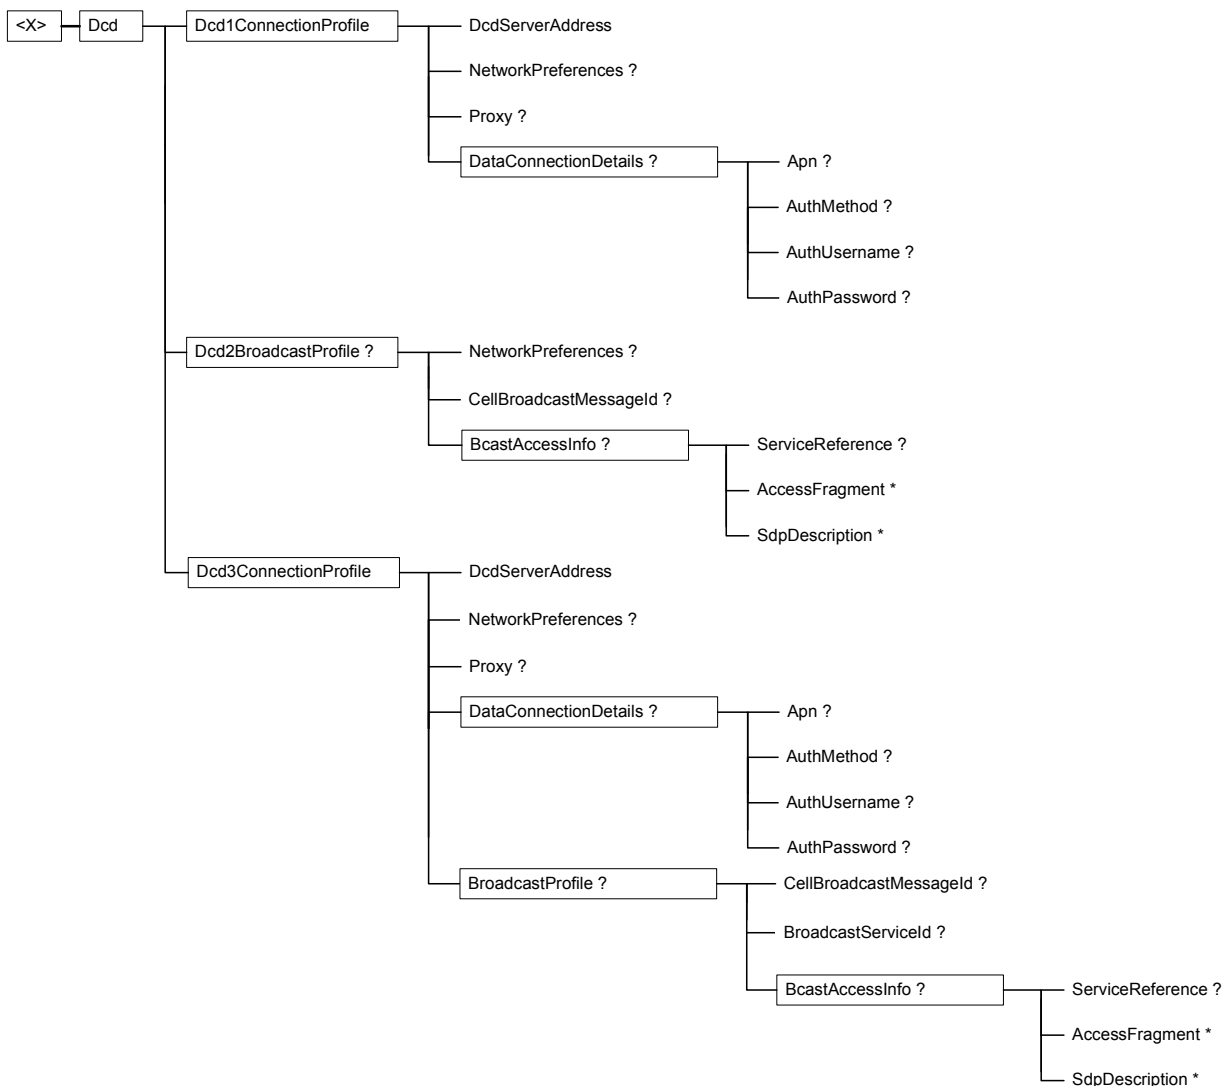 <X> Dcd Dcd1ConnectionProfile DcdServerAddress
NetworkPreferences ?
Proxy ?
DataConnectionDetails ? Apn ?
AuthMethod ?
AuthUsername ?
AuthPassword ?
Dcd2BroadcastProfile ? NetworkPreferences ?
CellBroadcastMessageId ?
BcastAccessInfo ? ServiceReference ?
AccessFragment *
SdpDescription *
Dcd3ConnectionProfile DcdServerAddress
NetworkPreferences ?
Proxy ?
DataConnectionDetails ? Apn ?
AuthMethod ?
AuthUsername ?
AuthPassword ?
BroadcastProfile ? CellBroadcastMessageId ?
BroadcastServiceId ?
BcastAccessInfo ? ServiceReference ?
AccessFragment *
SdpDescription *